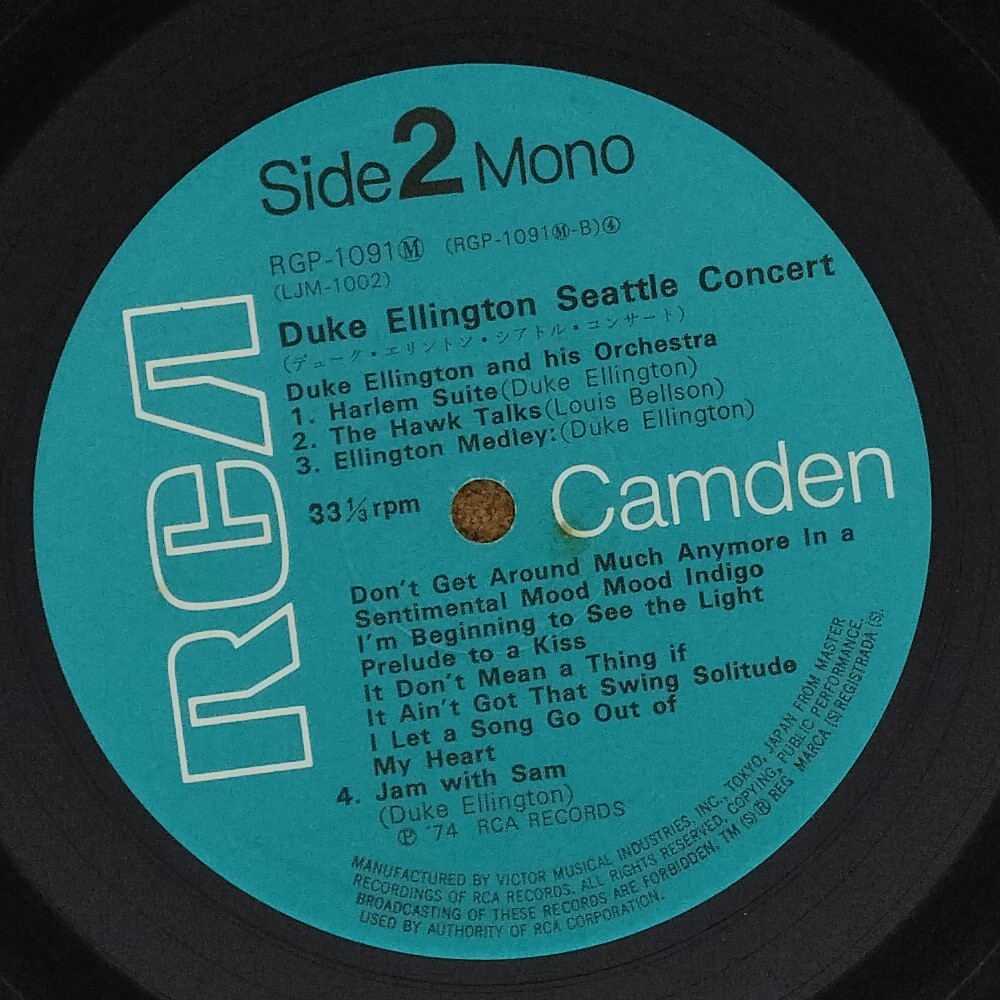 Side 2 Mono
RGP-1091Ⓜ (RGP-1091Ⓜ-B)④
(LJM-1002)
Duke Ellington Seattle Concert
(デューク・エリントン・シアトル・コンサート)
Duke Ellington and his Orchestra
1. Harlem Suite(Duke Ellington)
2. The Hawk Talks(Louis Bellson)
3. Ellington Medley:(Duke Ellington)
RCA
33⅓rpm
Camden
Don't Get Around Much Anymore In a
Sentimental Mood Mood Indigo
I'm Beginning to See the Light
Prelude to a Kiss
It Don't Mean a Thing if
It Ain't Got That Swing Solitude
I Let a Song Go Out of
My Heart
4. Jam with Sam
(Duke Ellington)
Ⓟ '74 RCA RECORDS
MANUFACTURED BY VICTOR MUSICAL INDUSTRIES, INC., TOKYO, JAPAN FROM MASTER
RECORDINGS OF RCA RECORDS. ALL RIGHTS RESERVED. COPYING, PUBLIC PERFORMANCE,
BROADCASTING OF THESE RECORDS ARE FORBIDDEN. TM (S) Ⓡ REG MARCA (S) REGISTRADA (S).
USED BY AUTHORITY OF RCA CORPORATION.